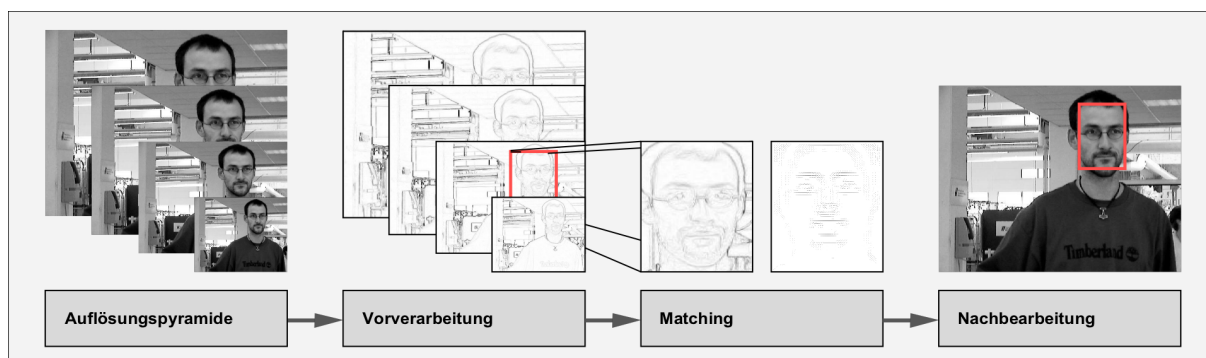 Timberland
Auflösungspyramide
Vorverarbeitung
Matching
Nachbearbeitung